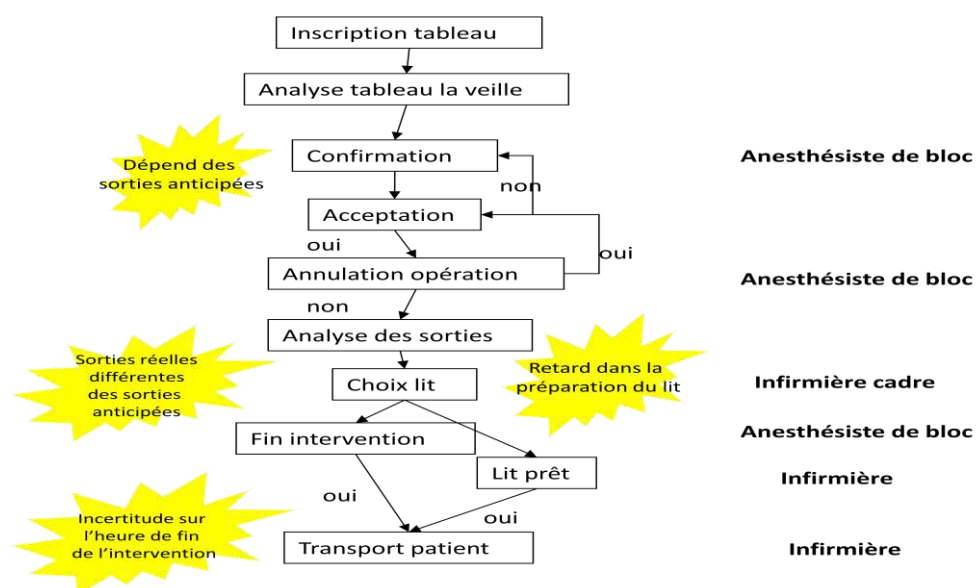 Inscription tableau
Analyse tableau la veille
Dépend des
sorties anticipées
Confirmation
Anesthésiste de bloc
non
Acceptation
oui
oui
Annulation opération
Anesthésiste de bloc
non
Analyse des sorties
Sorties réelles
différentes
des sorties
anticipées
Choix lit
Retard dans la
préparation du lit
Infirmière cadre
Fin intervention
Anesthésiste de bloc
Lit prêt
Infirmière
oui
oui
Incertitude sur
l'heure de fin
de l'intervention
Transport patient
Infirmière